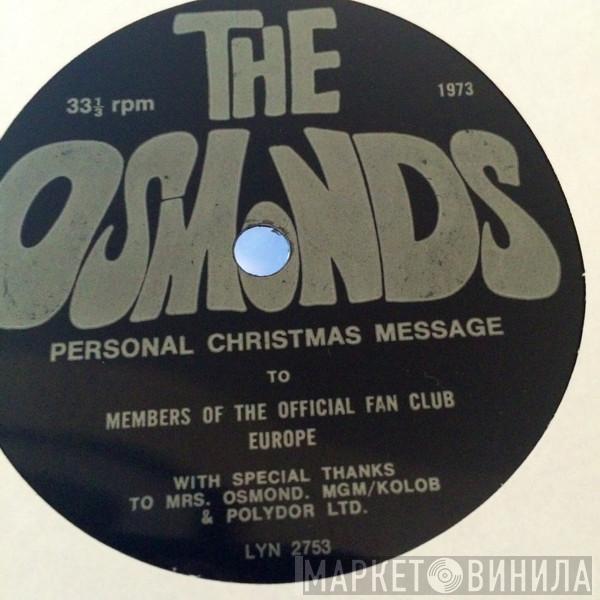 THE
33⅓ rpm
1973
OSMONDS
PERSONAL CHRISTMAS MESSAGE
TO
MEMBERS OF THE OFFICIAL FAN CLUB
EUROPE
WITH SPECIAL THANKS
TO MRS. OSMOND. MGM/KOLOB
& POLYDOR LTD.
LYN 2753
МАРКЕТ ВИНИЛА